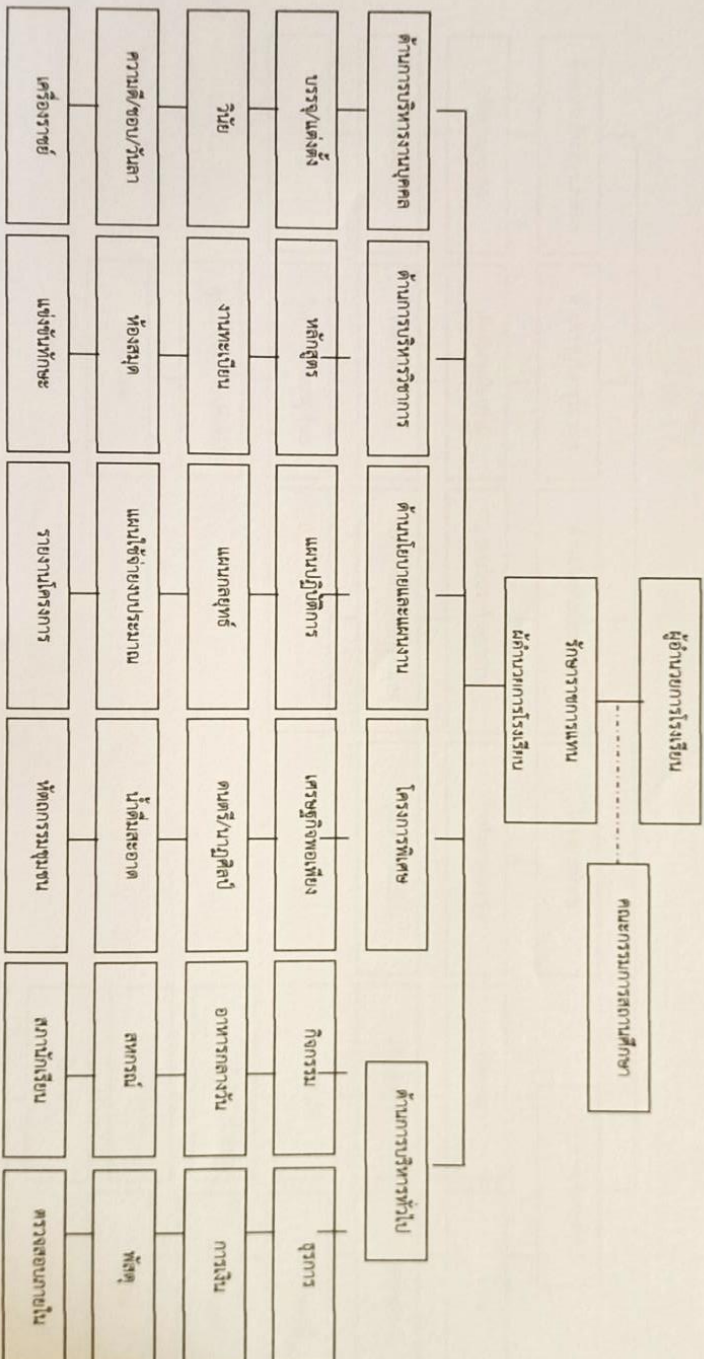 ผู้อำนวยการโรงเรียน
รักษาราชการแทน
ผู้อำนวยการโรงเรียน
คณะกรรมการสถานศึกษา
ด้านการบริหารงานบุคคล
ด้านการบริหารวิชาการ
ด้านนโยบายและแผนงาน
โครงการพิเศษ
ด้านการบริหารทั่วไป
บรรจุ/แต่งตั้ง
หลักสูตร
แผนปฏิบัติการ
เศรษฐกิจพอเพียง
กิจกรรม
ธุรการ
วินัย
งานทะเบียน
แผนกลยุทธ์
ดนตรี/นาฏศิลป์
อาหารกลางวัน
การเงิน
ความดี/ชอบ/วันลา
ห้องสมุด
แผนใช้จ่ายงบประมาณ
น้ำดื่มสะอาด
สหกรณ์
พัสดุ
เครื่องราชย์
แข่งขันทักษะ
รายงานโครงการ
หัตถกรรมชุมชน
สภานักเรียน
ตรวจสอบภายใน